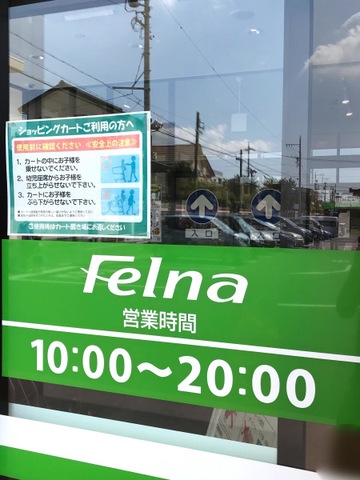 ショッピングカートご利用の方へ
使用前に確認ください ≪安全上の注意≫
1. カートの中にお子様を
乗せないでください。
2. 幼児座席からお子様を
立ち上がらせないで下さい。
3. カートにお子様を
ぶら下がらせないで下さい。
入口
Felna
営業時間
10:00〜20:00